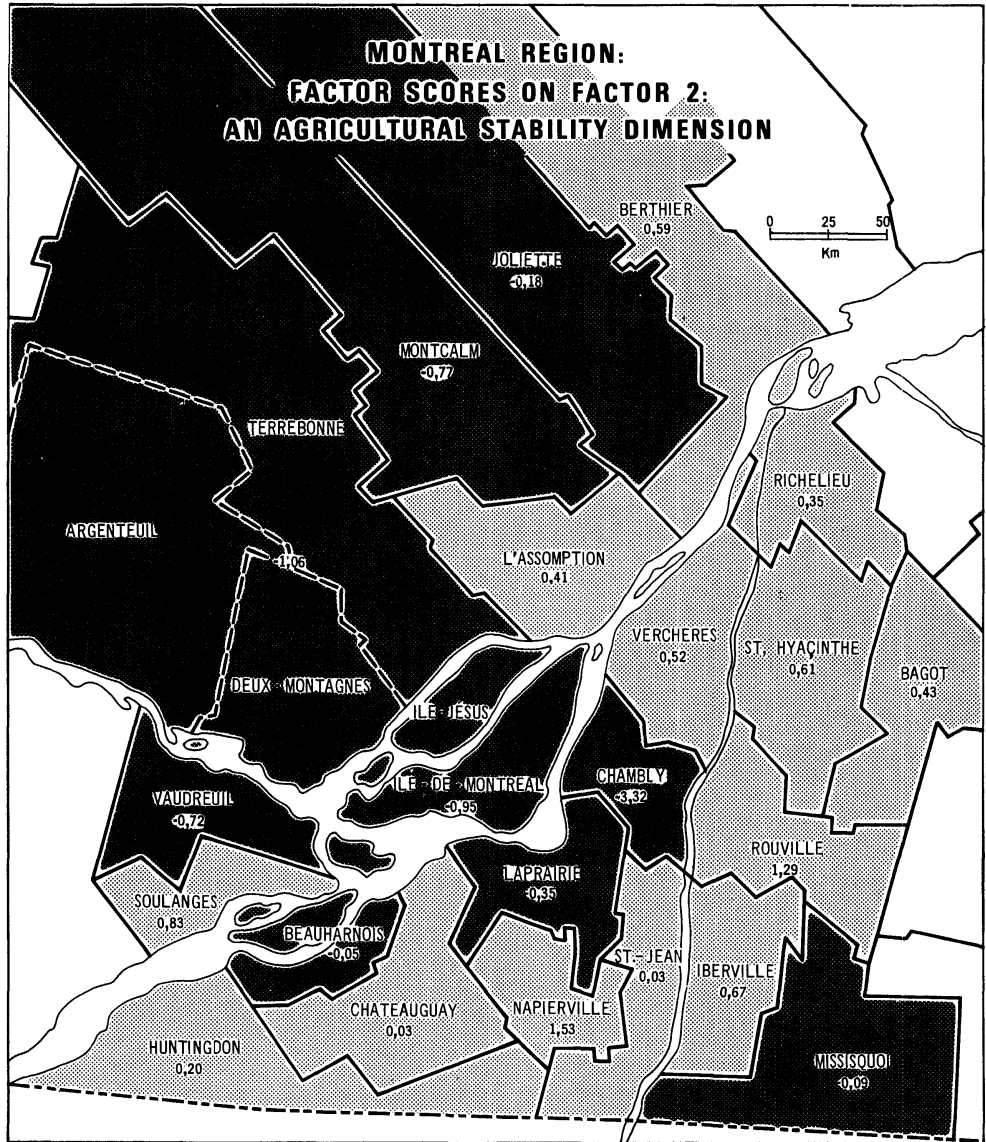 MONTREAL REGION:
FACTOR SCORES ON FACTOR 2:
AN AGRICULTURAL STABILITY DIMENSION
BERTHIER
0,59
0 25 50
Km
JOLIETTE
-0,18
MONTCALM
-0,77
TERREBONNE
RICHELIEU
0,35
ARGENTEUIL
L'ASSOMPTION
0,41
-1,06
VERCHERES
0,52
ST. HYACINTHE
0,61
BAGOT
0,43
DEUX-MONTAGNES
ILE-JÉSUS
ILE-DE-MONTREAL
-0,95
CHAMBLY
-3,32
VAUDREUIL
-0,72
ROUVILLE
1,29
LAPRAIRIE
-0,35
SOULANGES
0,83
BEAUHARNOIS
-0,05
ST.-JEAN
0,03
IBERVILLE
0,67
CHATEAUGUAY
0,03
NAPIERVILLE
1,53
HUNTINGDON
0,20
MISSISQUOI
-0,09